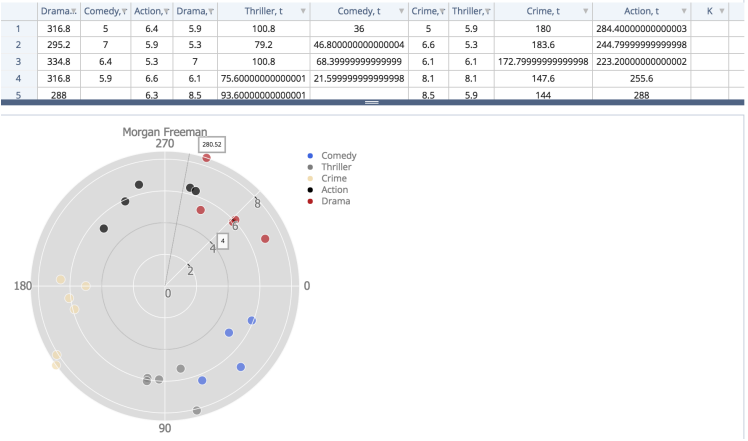 Drama.. Comedy, Action, Drama, Thriller, t Comedy, t Crime, Thriller, Crime, t Action, t K
1 316.8 5 6.4 5.9 100.8 36 5 5.9 180 284.40000000000003
2 295.2 7 5.9 5.3 79.2 46.800000000000004 6.6 5.3 183.6 244.79999999999998
3 334.8 6.4 5.3 7 100.8 68.39999999999999 6.1 6.1 172.79999999999998 223.20000000000002
4 316.8 5.9 6.6 6.1 75.60000000000001 21.599999999999998 8.1 8.1 147.6 255.6
5 288 6.3 8.5 93.60000000000001 8.5 5.9 144 288
Morgan Freeman
270
280.52
Comedy
Thriller
Crime
Action
Drama
8
6
4
4
2
180
0
0
90